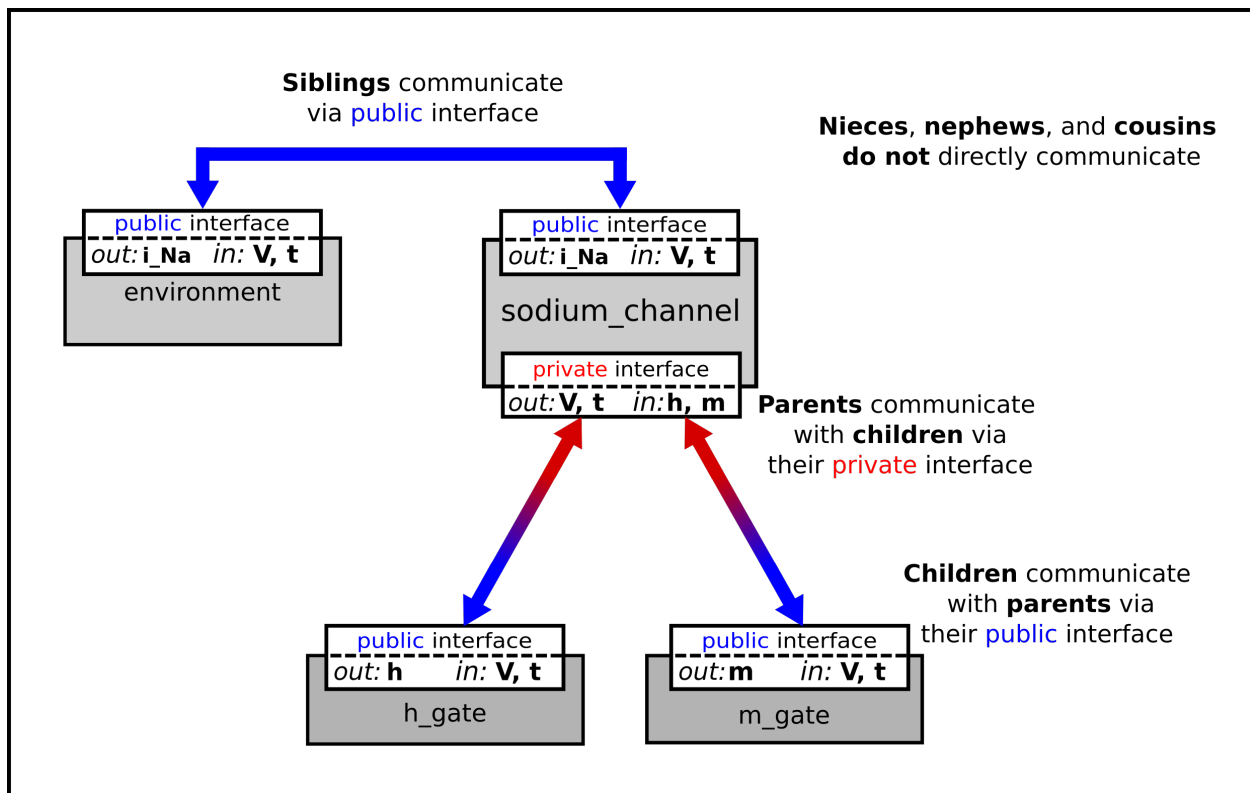 Siblings communicate
via public interface
Nieces, nephews, and cousins
do not directly communicate
public interface
out: i_Na in: V, t
environment
public interface
out: i_Na in: V, t
sodium_channel
private interface
out: V, t in: h, m
Parents communicate
with children via
their private interface
Children communicate
with parents via
their public interface
public interface
out: h in: V, t
h_gate
public interface
out: m in: V, t
m_gate